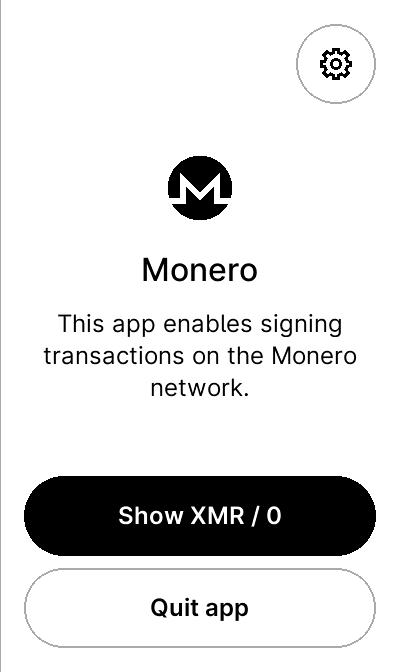 Monero
This app enables signing
transactions on the Monero
network.
Show XMR / 0
Quit app